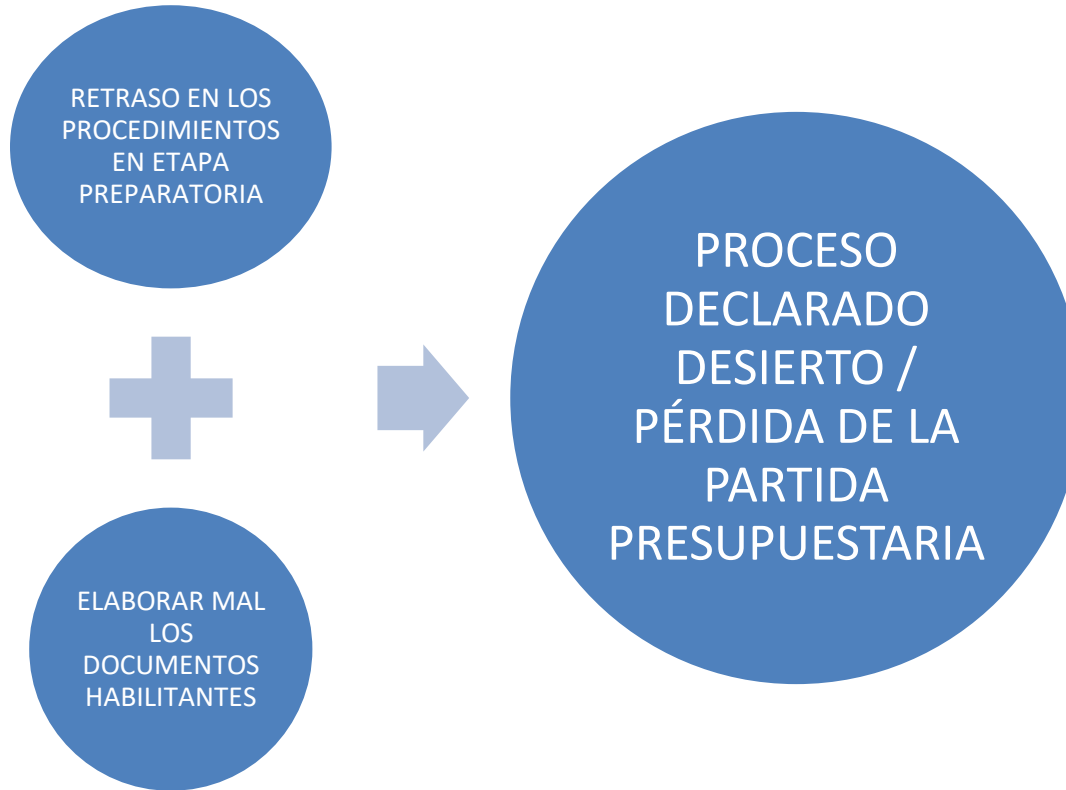 RETRASO EN LOS
PROCEDIMIENTOS
EN ETAPA
PREPARATORIA
ELABORAR MAL
LOS
DOCUMENTOS
HABILITANTES
PROCESO
DECLARADO
DESIERTO /
PÉRDIDA DE LA
PARTIDA
PRESUPUESTARIA